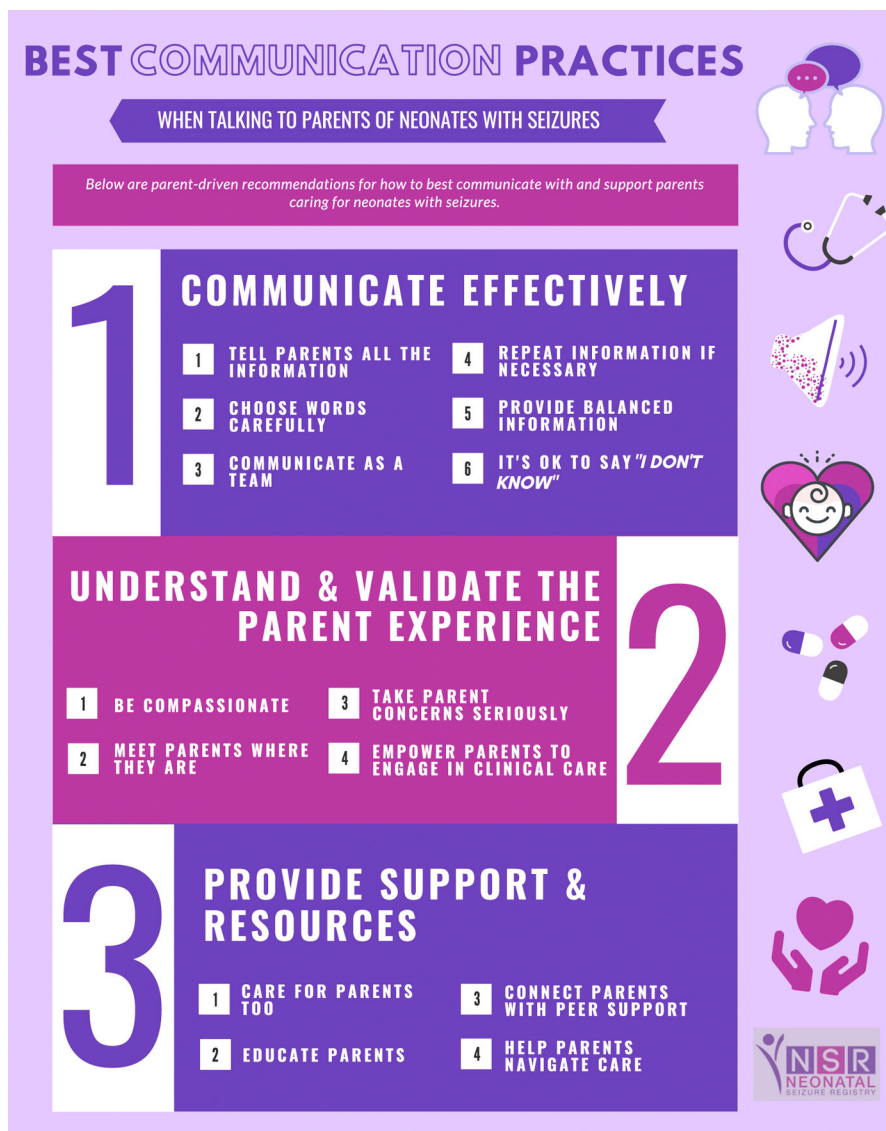 BEST COMMUNICATION PRACTICES
WHEN TALKING TO PARENTS OF NEONATES WITH SEIZURES
Below are parent-driven recommendations for how to best communicate with and support parents
caring for neonates with seizures.
1
COMMUNICATE EFFECTIVELY
1 TELL PARENTS ALL THE
INFORMATION
2 CHOOSE WORDS
CAREFULLY
3 COMMUNICATE AS A
TEAM
4 REPEAT INFORMATION IF
NECESSARY
5 PROVIDE BALANCED
INFORMATION
6 IT'S OK TO SAY "I DON'T
KNOW"
2
UNDERSTAND & VALIDATE THE
PARENT EXPERIENCE
1 BE COMPASSIONATE
2 MEET PARENTS WHERE
THEY ARE
3 TAKE PARENT
CONCERNS SERIOUSLY
4 EMPOWER PARENTS TO
ENGAGE IN CLINICAL CARE
3
PROVIDE SUPPORT &
RESOURCES
1 CARE FOR PARENTS
TOO
2 EDUCATE PARENTS
3 CONNECT PARENTS
WITH PEER SUPPORT
4 HELP PARENTS
NAVIGATE CARE
NSR
NEONATAL
SEIZURE REGISTRY